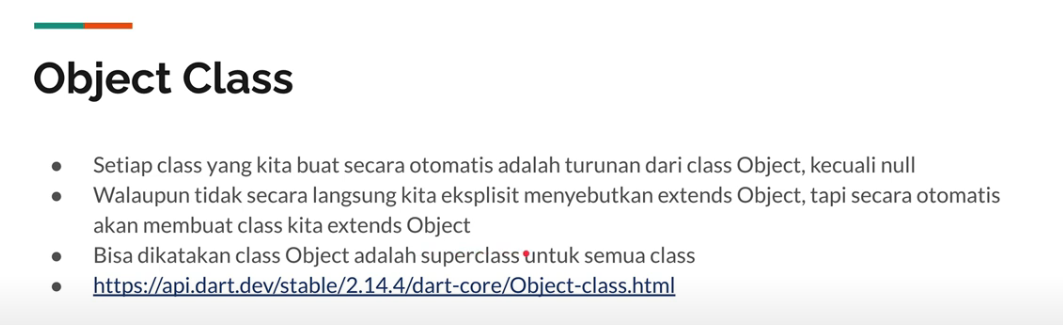 Object Class
● Setiap class yang kita buat secara otomatis adalah turunan dari class Object, kecuali null
● Walaupun tidak secara langsung kita eksplisit menyebutkan extends Object, tapi secara otomatis
akan membuat class kita extends Object
● Bisa dikatakan class Object adalah superclass untuk semua class
● https://api.dart.dev/stable/2.14.4/dart-core/Object-class.html